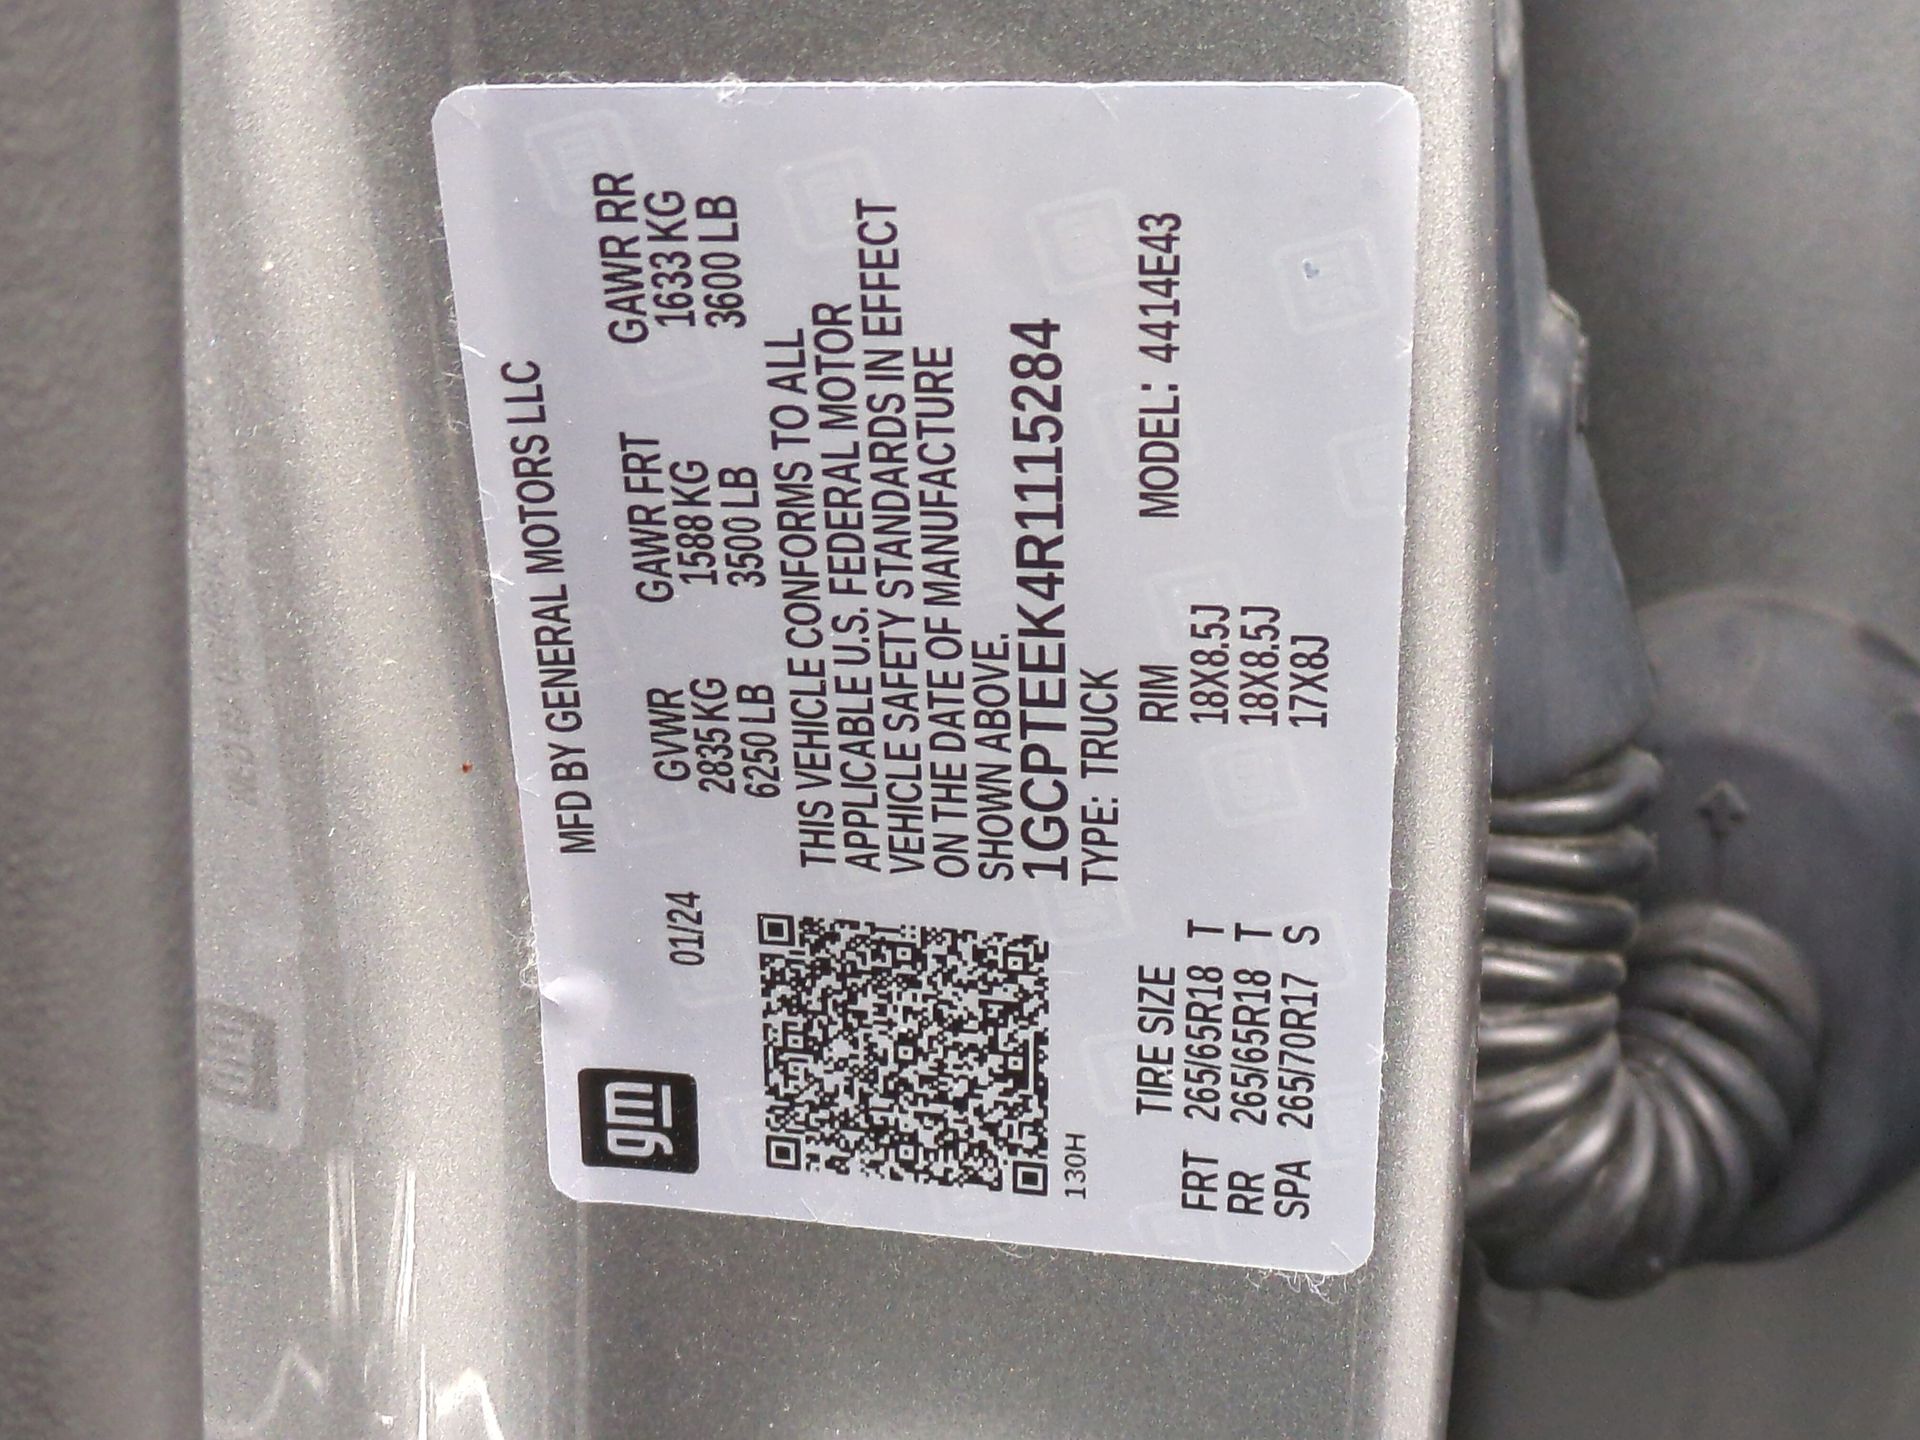 gm
MFD BY GENERAL MOTORS LLC
01/24
GVWR GAWR FRT GAWR RR
2835 KG 1588 KG 1633 KG
6250 LB 3500 LB 3600 LB
THIS VEHICLE CONFORMS TO ALL
APPLICABLE U.S. FEDERAL MOTOR
VEHICLE SAFETY STANDARDS IN EFFECT
ON THE DATE OF MANUFACTURE
SHOWN ABOVE.
1GCPTEEK4R1115284
130H
TYPE: TRUCK
TIRE SIZE RIM MODEL: 4414E43
FRT 265/65R18 T 18X8.5J
RR 265/65R18 T 18X8.5J
SPA 265/70R17 S 17X8J